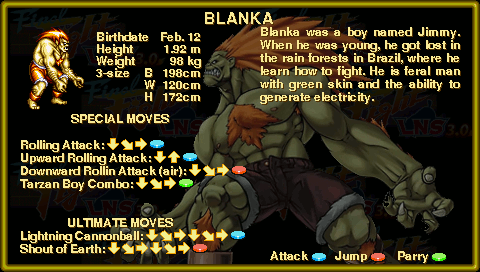 BLANKA
Birthdate Feb. 12
Height 1.92 m
Weight 98 kg
3-size B 198cm
W 120cm
H 172cm
Blanka was a boy named Jimmy.
When he was young, he got lost in
the rain forests in Brazil, where he
learn how to fight. He is feral man
with green skin and the ability to
generate electricity.
SPECIAL MOVES
Rolling Attack:
Upward Rolling Attack:
Downward Rollin Attack (air):
Tarzan Boy Combo:
ULTIMATE MOVES
Lightning Cannonball:
Shout of Earth:
Attack Jump Parry